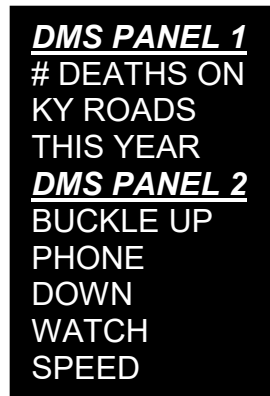 DMS PANEL 1
# DEATHS ON
KY ROADS
THIS YEAR
DMS PANEL 2
BUCKLE UP
PHONE
DOWN
WATCH
SPEED